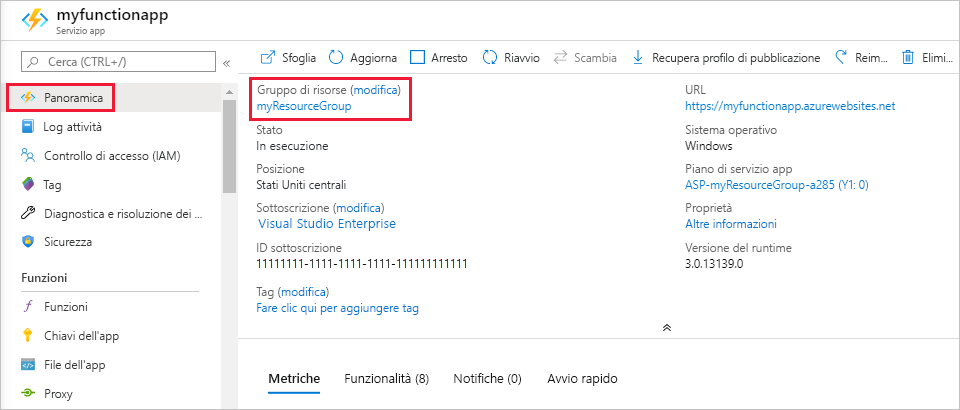 myfunctionapp
Servizio app
Cerca (CTRL+/)
«
Panoramica
Log attività
Controllo di accesso (IAM)
Tag
Diagnostica e risoluzione dei ...
Sicurezza
Funzioni
Funzioni
Chiavi dell'app
File dell'app
Proxy
Sfoglia
Aggiorna
Arresto
Riavvio
Scambia
Recupera profilo di pubblicazione
Reim...
Elimi...
Gruppo di risorse (modifica)
myResourceGroup
Stato
In esecuzione
Posizione
Stati Uniti centrali
Sottoscrizione (modifica)
Visual Studio Enterprise
ID sottoscrizione
11111111-1111-1111-1111-111111111111
Tag (modifica)
Fare clic qui per aggiungere tag
URL
https://myfunctionapp.azurewebsites.net
Sistema operativo
Windows
Piano di servizio app
ASP-myResourceGroup-a285 (Y1: 0)
Proprietà
Altre informazioni
Versione del runtime
3.0.13139.0
Metriche
Funzionalità (8)
Notifiche (0)
Avvio rapido